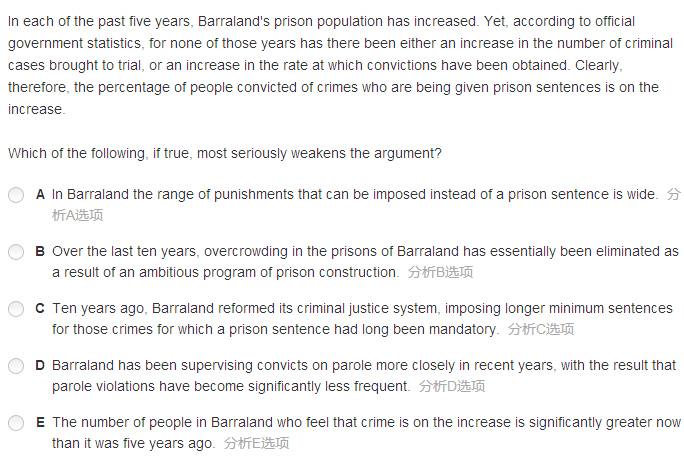 In each of the past five years, Barraland's prison population has increased. Yet, according to official
government statistics, for none of those years has there been either an increase in the number of criminal
cases brought to trial, or an increase in the rate at which convictions have been obtained. Clearly,
therefore, the percentage of people convicted of crimes who are being given prison sentences is on the
increase.
Which of the following, if true, most seriously weakens the argument?
A In Barraland the range of punishments that can be imposed instead of a prison sentence is wide. 分
析A选项
B Over the last ten years, overcrowding in the prisons of Barraland has essentially been eliminated as
a result of an ambitious program of prison construction. 分析B选项
C Ten years ago, Barraland reformed its criminal justice system, imposing longer minimum sentences
for those crimes for which a prison sentence had long been mandatory. 分析C选项
D Barraland has been supervising convicts on parole more closely in recent years, with the result that
parole violations have become significantly less frequent. 分析D选项
E The number of people in Barraland who feel that crime is on the increase is significantly greater now
than it was five years ago. 分析E选项